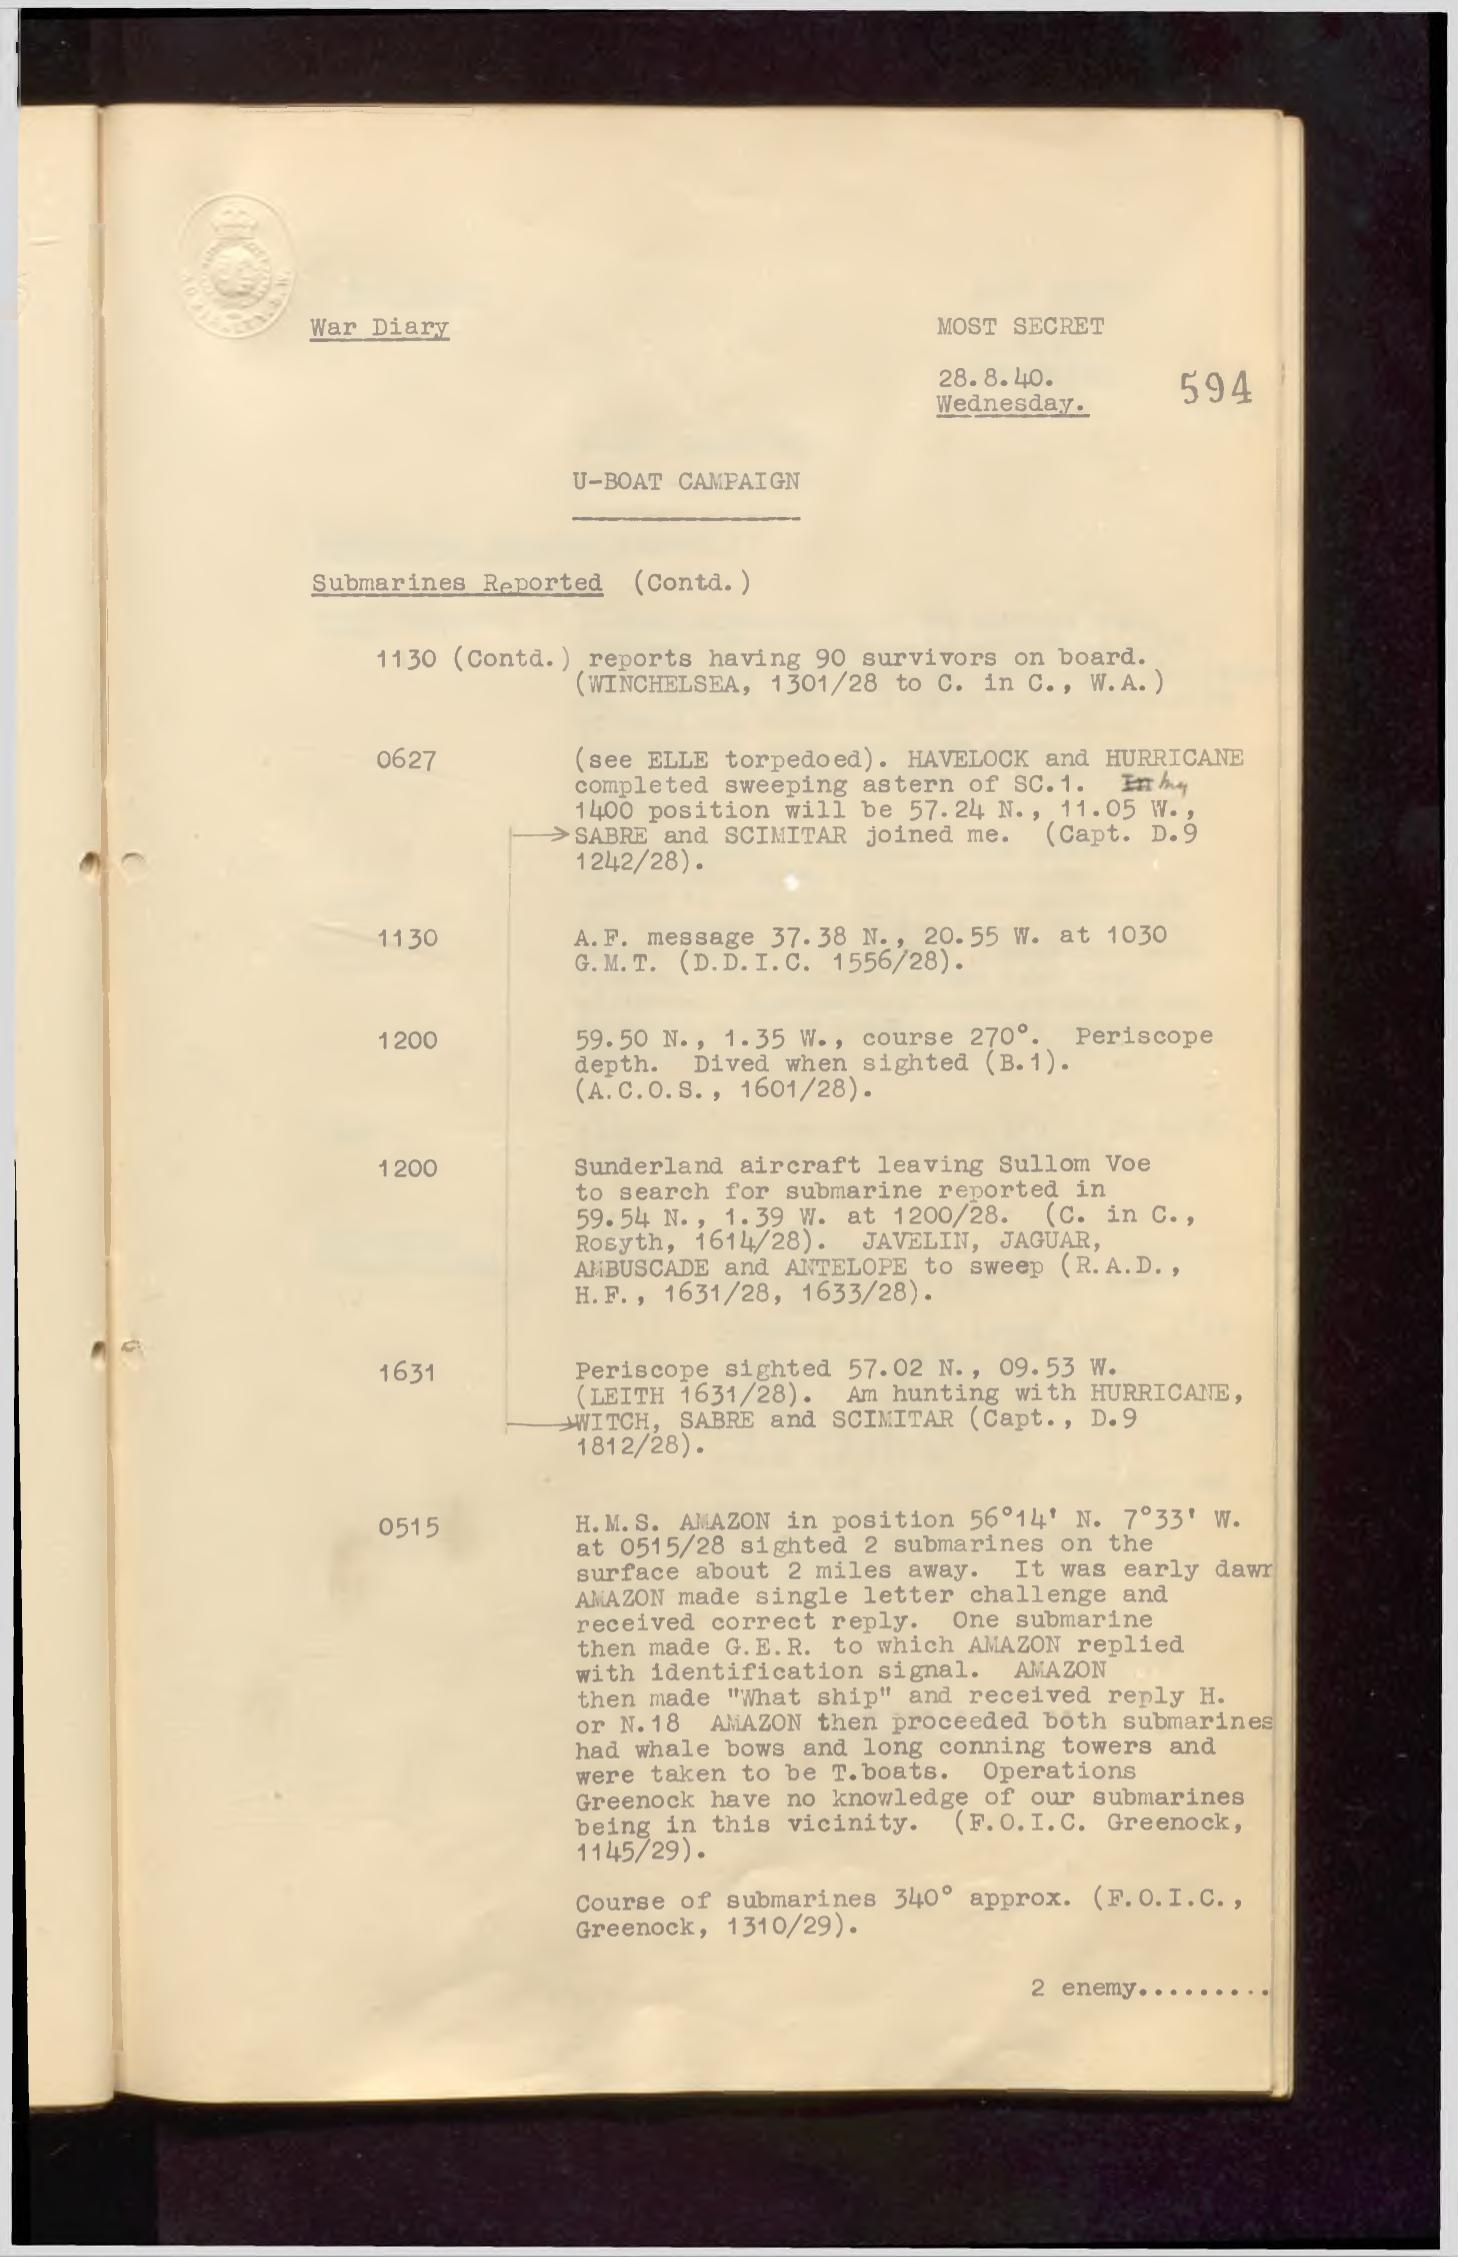 War Diary MOST SECRET
28.8.40. 594
Wednesday.
U-BOAT CAMPAIGN
Submarines Reported (Contd.)
1130 (Contd.) reports having 90 survivors on board.
(WINCHELSEA, 1301/28 to C. in C., W.A.)
0627 (see ELLE torpedoed). HAVELOCK and HURRICANE
completed sweeping astern of SC.1. In my
1400 position will be 57.24 N., 11.05 W.,
SABRE and SCIMITAR joined me. (Capt. D.9
1242/28).
1130 A.F. message 37.38 N., 20.55 W. at 1030
G.M.T. (D.D.I.C. 1556/28).
1200 59.50 N., 1.35 W., course 270°. Periscope
depth. Dived when sighted (B.1).
(A.C.O.S., 1601/28).
1200 Sunderland aircraft leaving Sullom Voe
to search for submarine reported in
59.54 N., 1.39 W. at 1200/28. (C. in C.,
Rosyth, 1614/28). JAVELIN, JAGUAR,
AMBUSCADE and ANTELOPE to sweep (R.A.D.,
H.F., 1631/28, 1633/28).
1631 Periscope sighted 57.02 N., 09.53 W.
(LEITH 1631/28). Am hunting with HURRICANE,
WITCH, SABRE and SCIMITAR (Capt., D.9
1812/28).
0515 H.M.S. AMAZON in position 56°14' N. 7°33' W.
at 0515/28 sighted 2 submarines on the
surface about 2 miles away. It was early dawn
AMAZON made single letter challenge and
received correct reply. One submarine
then made G.E.R. to which AMAZON replied
with identification signal. AMAZON
then made "What ship" and received reply H.
or N.18 AMAZON then proceeded both submarines
had whale bows and long conning towers and
were taken to be T.boats. Operations
Greenock have no knowledge of our submarines
being in this vicinity. (F.O.I.C. Greenock,
1145/29).
Course of submarines 340° approx. (F.O.I.C.,
Greenock, 1310/29).
2 enemy.........